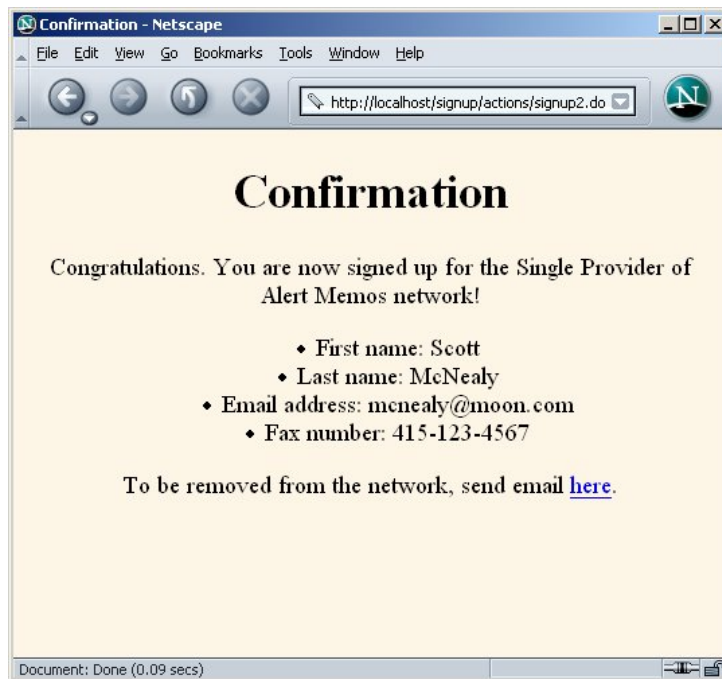 Confirmation - Netscape
File Edit View Go Bookmarks Tools Window Help
http://localhost/signup/actions/signup2.do
N
Confirmation
Congratulations. You are now signed up for the Single Provider of
Alert Memos network!
• First name: Scott
• Last name: McNealy
• Email address: mcnealy@moon.com
• Fax number: 415-123-4567
To be removed from the network, send email here.
Document: Done (0.09 secs)